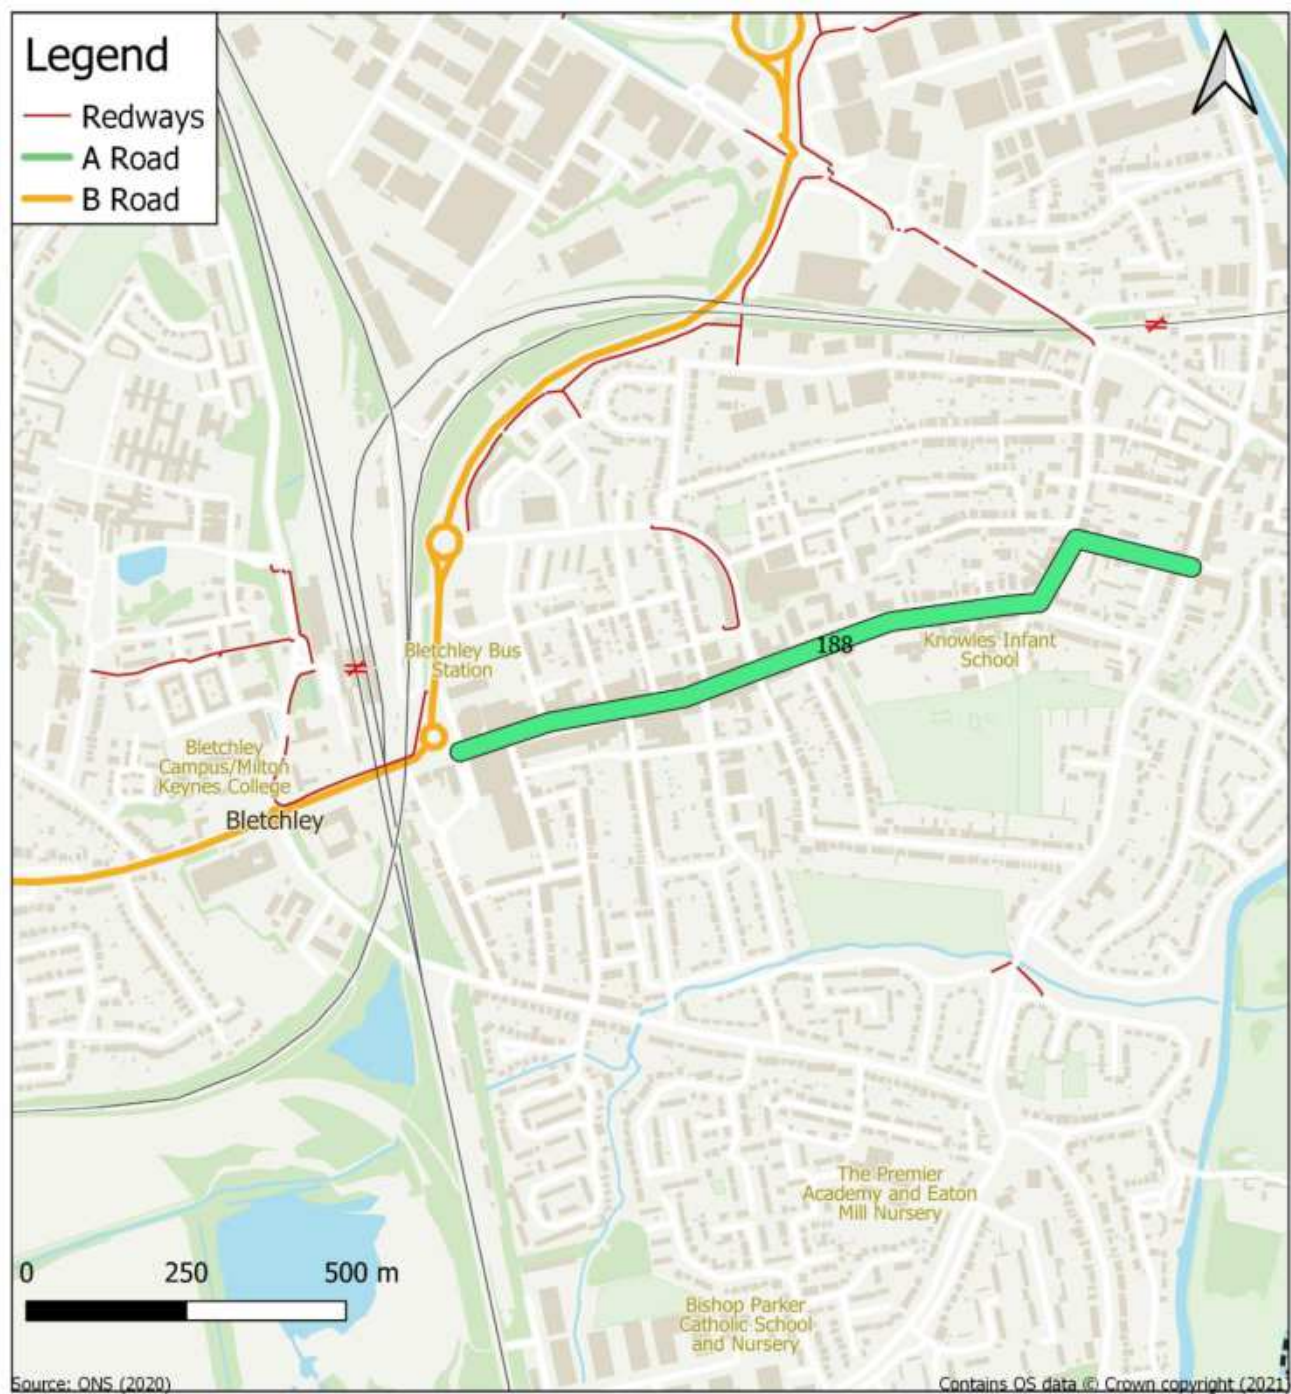 Legend
Redways
A Road
B Road
Bletchley Bus
Station
188
Knowles Infant
School
Bletchley
Campus/Milton
Keynes College
Bletchley
The Premier
Academy and Eaton
Mill Nursery
0 250 500 m
Bishop Parker
Catholic School
and Nursery
Source: ONS (2020)
Contains OS data © Crown copyright (2021)